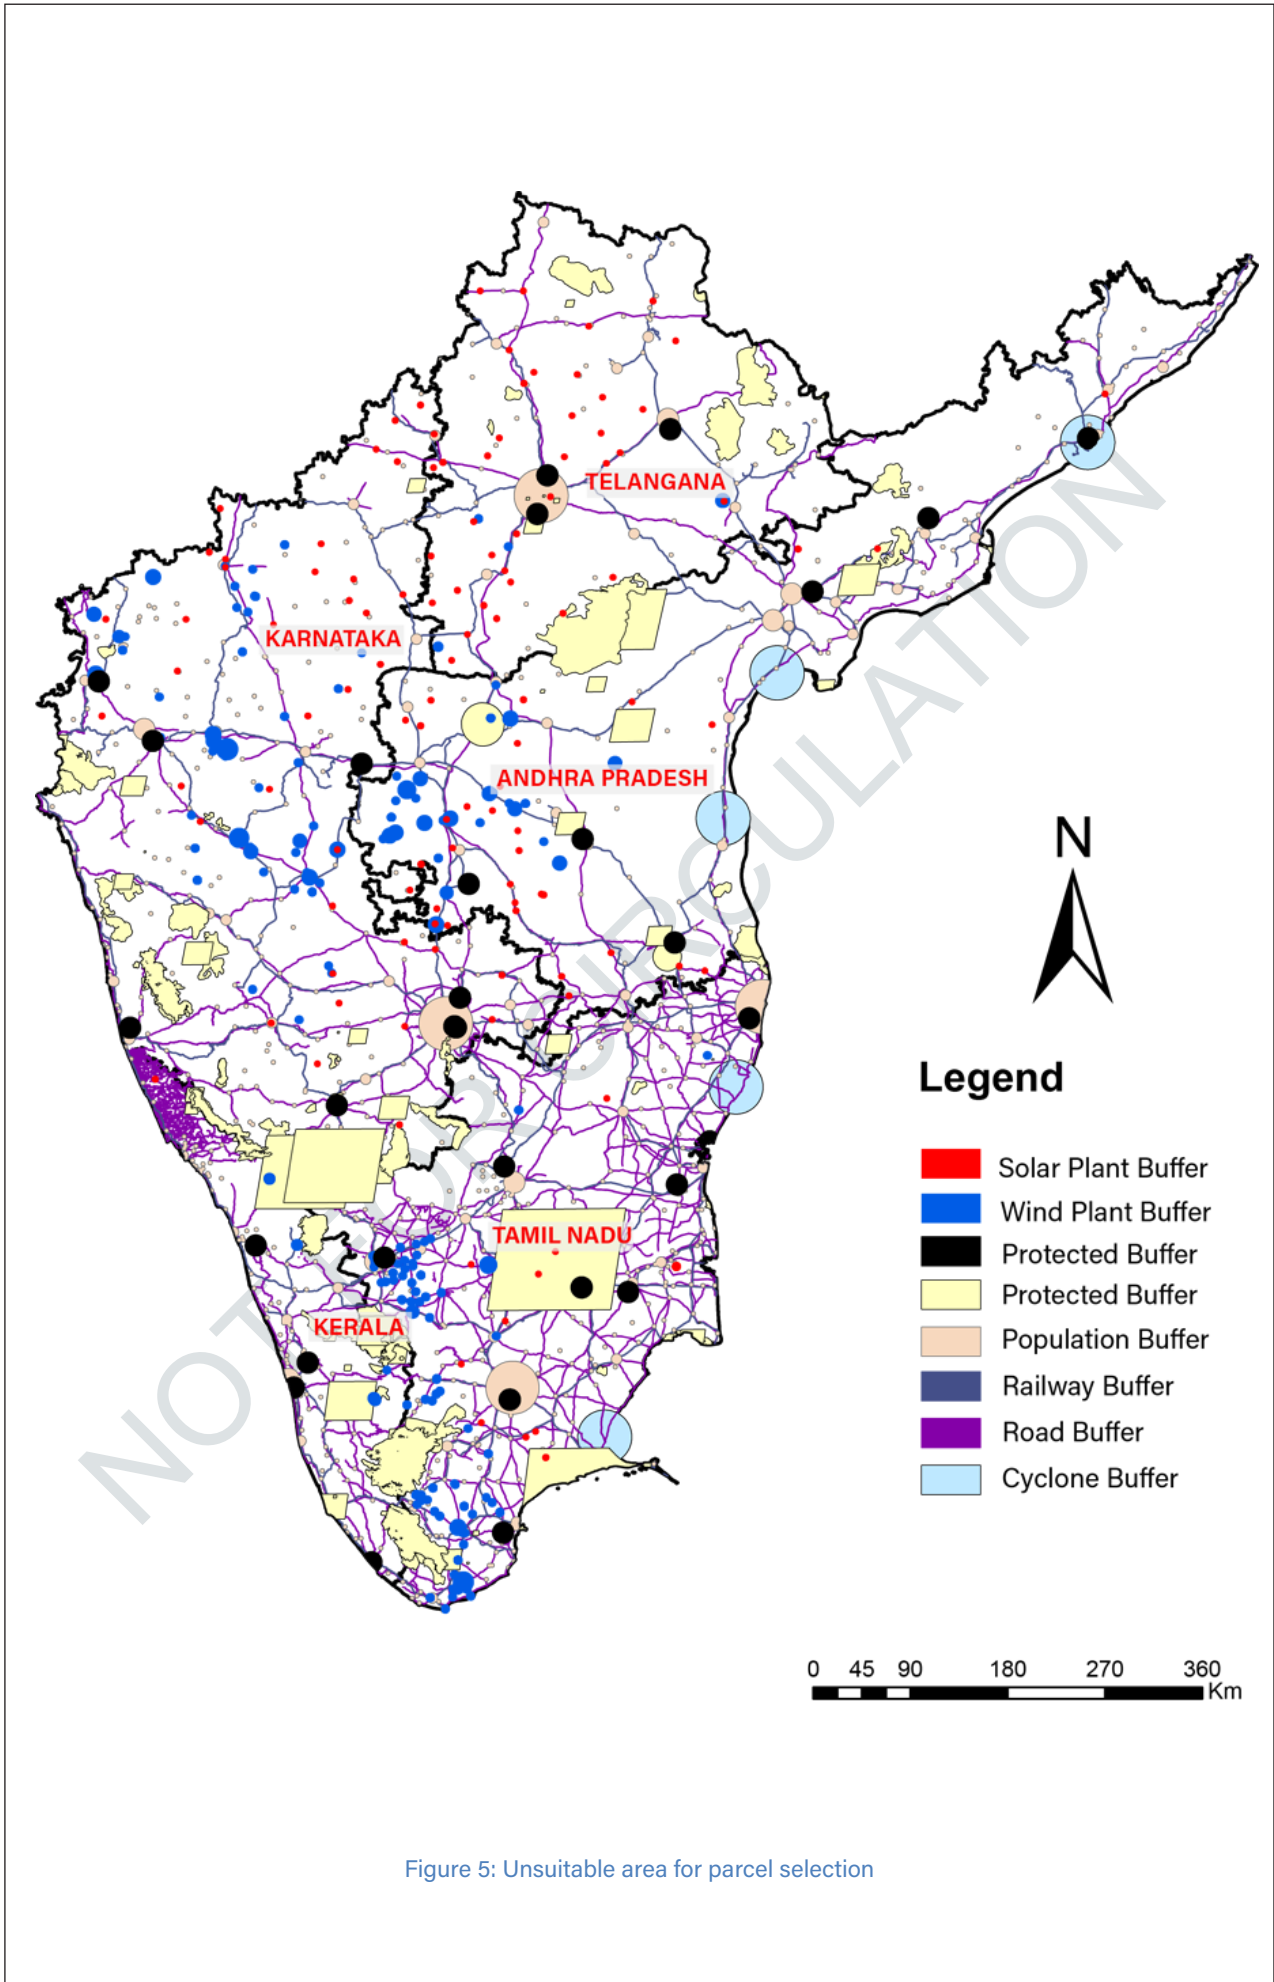 TELANGANA
KARNATAKA
ANDHRA PRADESH
TAMIL NADU
KERALA
NOT FOR CIRCULATION
N
Legend
Solar Plant Buffer
Wind Plant Buffer
Protected Buffer
Protected Buffer
Population Buffer
Railway Buffer
Road Buffer
Cyclone Buffer
0 45 90 180 270 360
Km
Figure 5: Unsuitable area for parcel selection